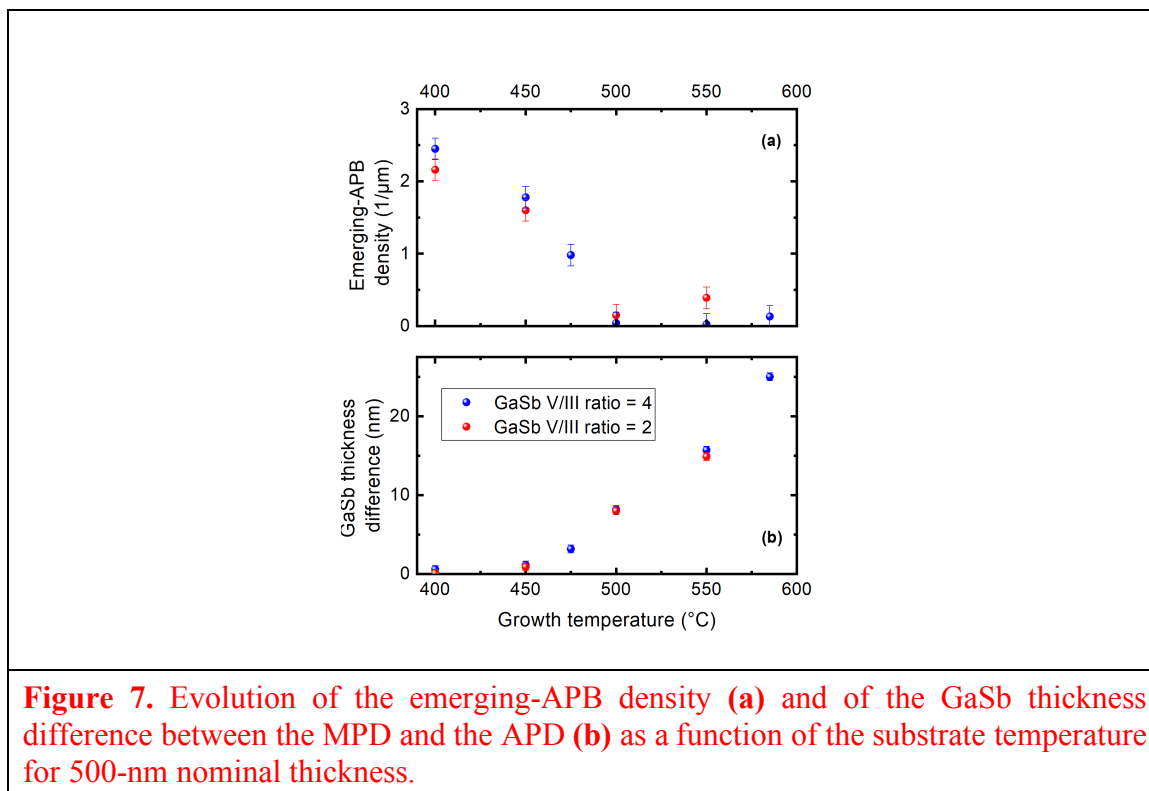 400 450 500 550 600
3
2
1
0
(a)
Emerging-APB
density (1/µm)
20
10
0
GaSb V/III ratio = 4
GaSb V/III ratio = 2
(b)
GaSb thickness
difference (nm)
400 450 500 550 600
Growth temperature (°C)
Figure 7. Evolution of the emerging-APB density (a) and of the GaSb thickness
difference between the MPD and the APD (b) as a function of the substrate temperature
for 500-nm nominal thickness.